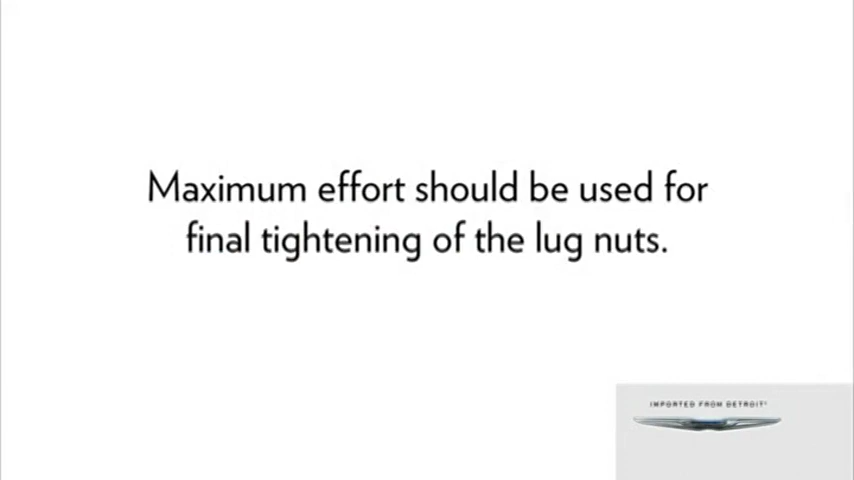 Maximum effort should be used for
final tightening of the lug nuts.
IMPORTED FROM DETROIT®